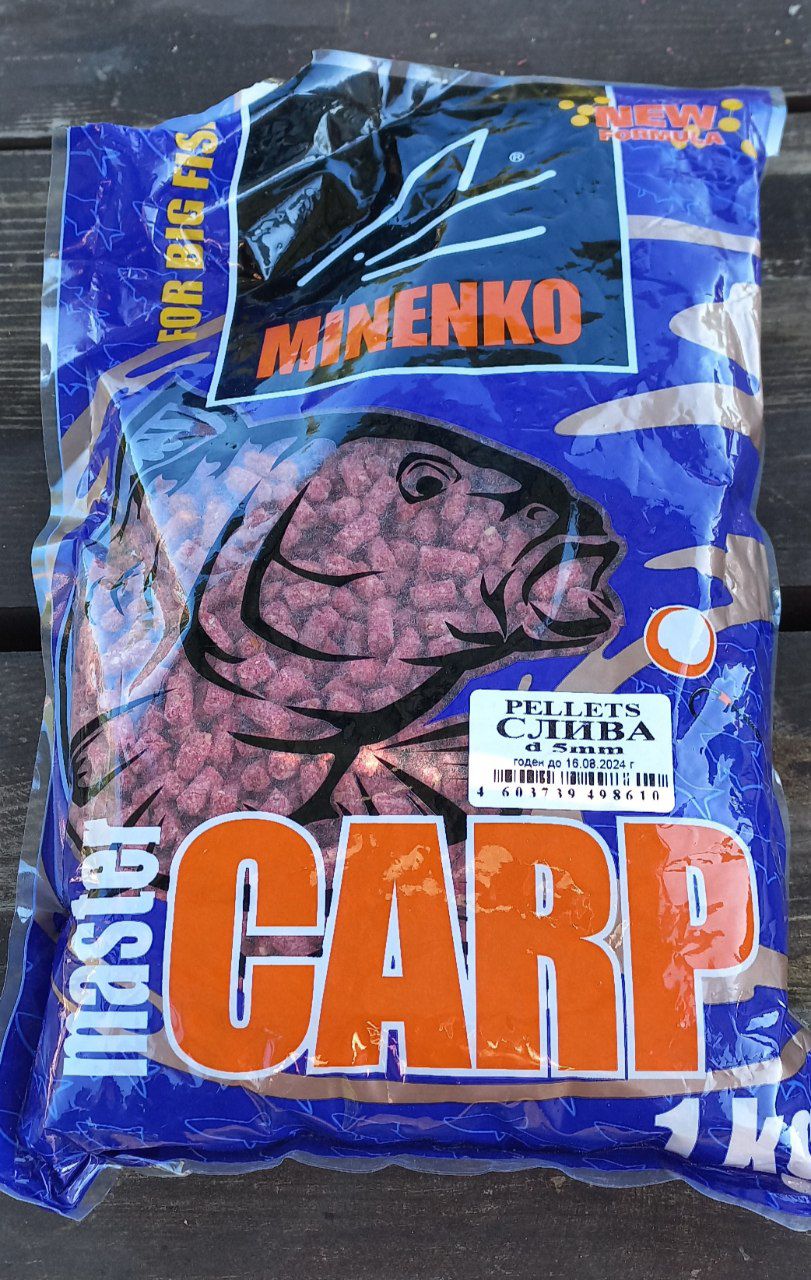 NEW
FORMULA
FOR BIG FIS
®
MINENKO
PELLETS
СЛИВА
d 5mm
годен до 16.08.2024 г
4 603739 498610
master
CARP
1 kg